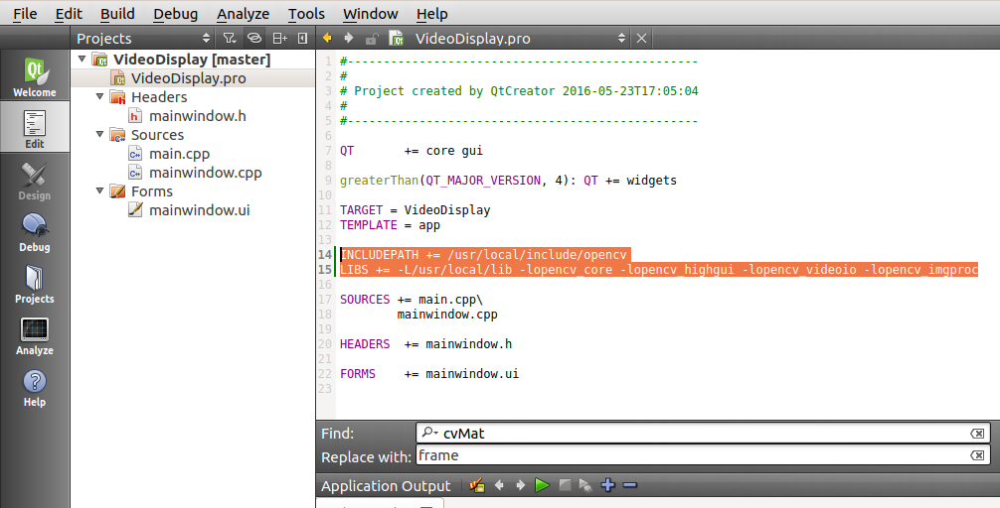 File Edit Build Debug Analyze Tools Window Help
Projects
VideoDisplay.pro
Qt
Welcome
Edit
Design
Debug
Projects
Analyze
Help
VideoDisplay [master]
VideoDisplay.pro
Headers
mainwindow.h
Sources
main.cpp
mainwindow.cpp
Forms
mainwindow.ui
1 #-------------------------------------------------
2 #
3 # Project created by QtCreator 2016-05-23T17:05:04
4 #
5 #-------------------------------------------------
6
7 QT       += core gui
8
9 greaterThan(QT_MAJOR_VERSION, 4): QT += widgets
10
11 TARGET = VideoDisplay
12 TEMPLATE = app
13
14 INCLUDEPATH += /usr/local/include/opencv
15 LIBS += -L/usr/local/lib -lopencv_core -lopencv_highgui -lopencv_videoio -lopencv_imgproc
16
17 SOURCES += main.cpp\
18         mainwindow.cpp
19
20 HEADERS  += mainwindow.h
21
22 FORMS    += mainwindow.ui
23
Find: cvMat
Replace with: frame
Application Output